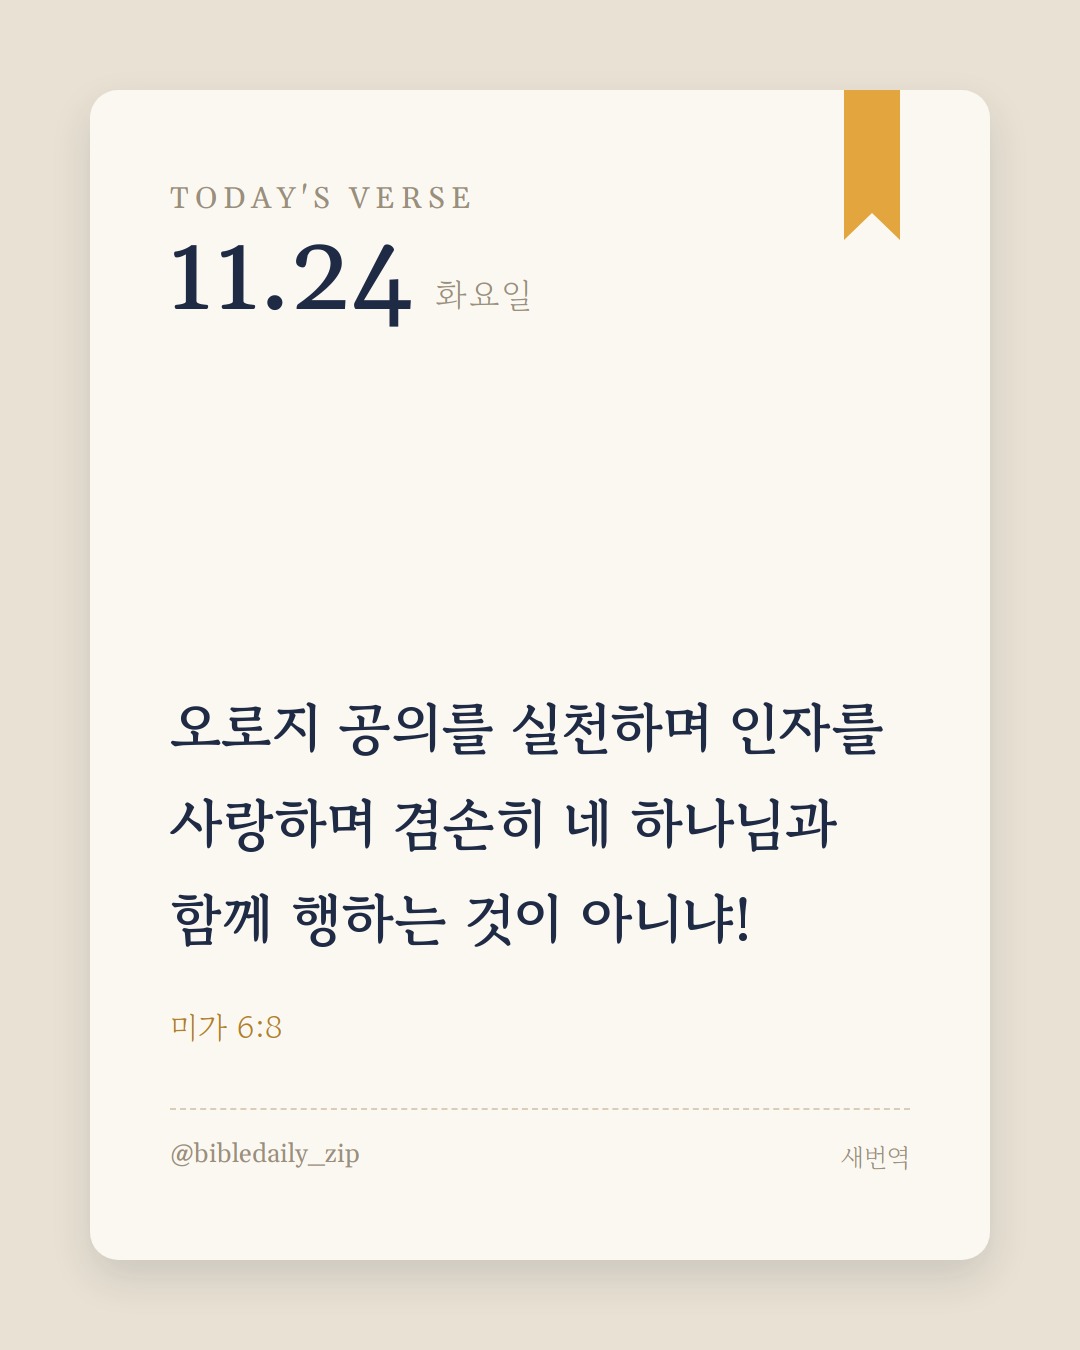 TODAY'S VERSE
11.24 화요일
오로지 공의를 실천하며 인자를
사랑하며 겸손히 네 하나님과
함께 행하는 것이 아니냐!
미가 6:8
@bibledaily_zip 새번역